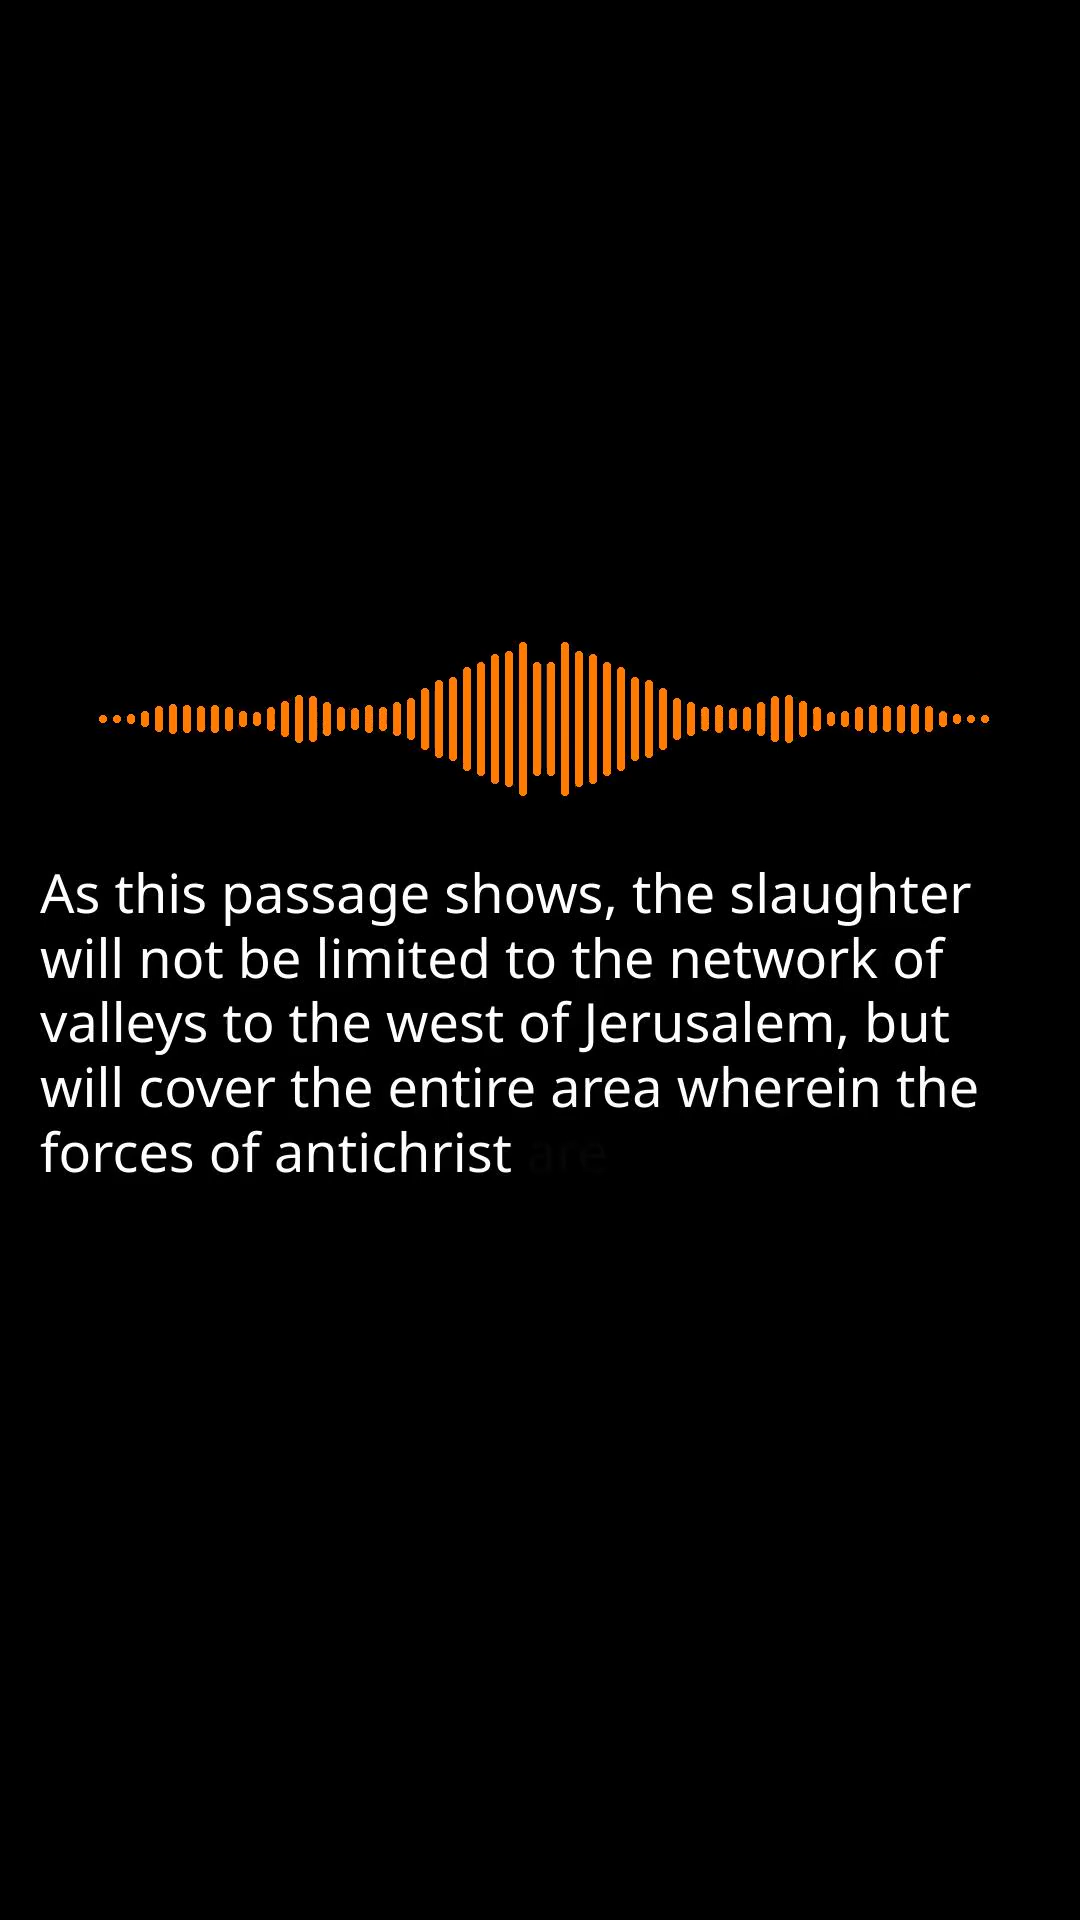 As this passage shows, the slaughter
will not be limited to the network of
valleys to the west of Jerusalem, but
will cover the entire area wherein the
forces of antichrist are